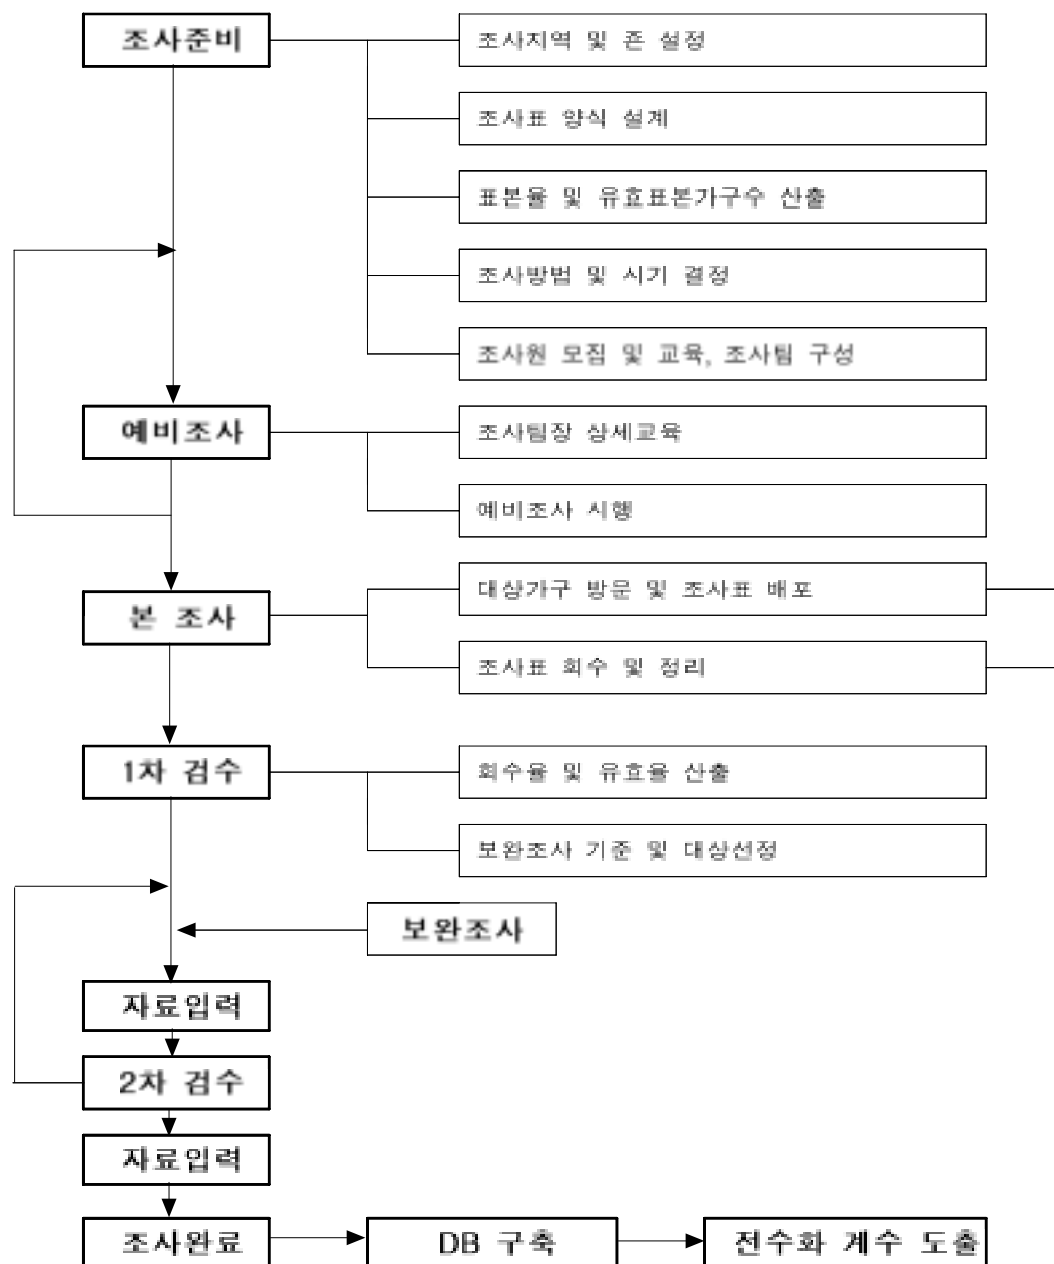 조사준비
조사지역 및 존 설정
조사표 양식 설계
표본율 및 유효표본가구수 산출
조사방법 및 시기 결정
조사원 모집 및 교육, 조사팀 구성
예비조사
조사팀장 상세교육
예비조사 시행
본 조사
대상가구 방문 및 조사표 배포
조사표 회수 및 정리
1차 검수
회수율 및 유효율 산출
보완조사 기준 및 대상선정
보완조사
자료입력
2차 검수
자료입력
조사완료
DB 구축
전수화 계수 도출